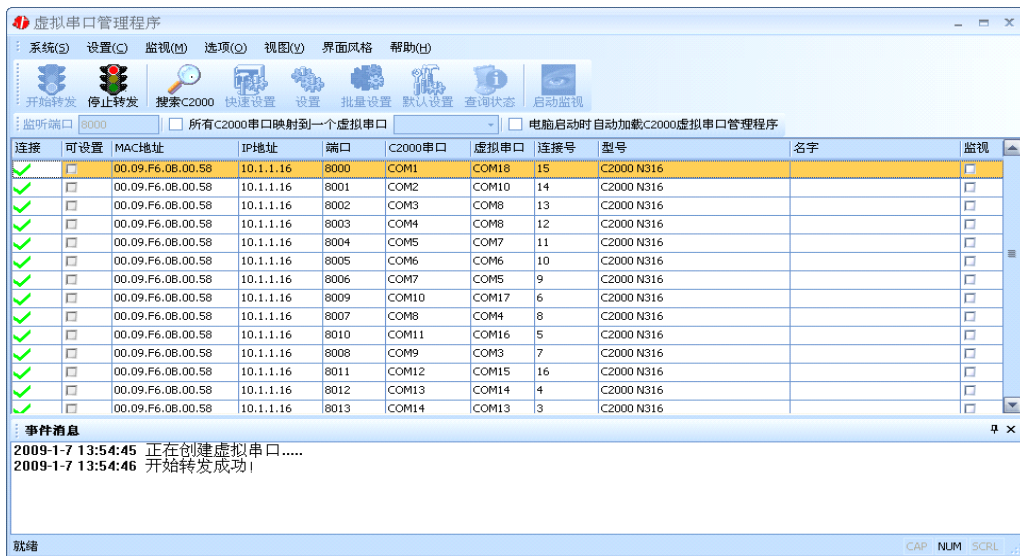 虚拟串口管理程序
系统(S) 设置(C) 监视(M) 选项(O) 视图(V) 界面风格 帮助(H)
开始转发 停止转发 搜索C2000 快速设置 设置 批量设置 默认设置 查询状态 启动监视
监听端口 8000 所有C2000串口映射到一个虚拟串口 电脑启动时自动加载C2000虚拟串口管理程序
连接 可设置 MAC地址 IP地址 端口 C2000串口 虚拟串口 连接号 型号 名字 监视
00.09.F6.0B.00.58 10.1.1.16 8000 COM1 COM18 15 C2000 N316
00.09.F6.0B.00.58 10.1.1.16 8001 COM2 COM10 14 C2000 N316
00.09.F6.0B.00.58 10.1.1.16 8002 COM3 COM8 13 C2000 N316
00.09.F6.0B.00.58 10.1.1.16 8003 COM4 COM8 12 C2000 N316
00.09.F6.0B.00.58 10.1.1.16 8004 COM5 COM7 11 C2000 N316
00.09.F6.0B.00.58 10.1.1.16 8005 COM6 COM6 10 C2000 N316
00.09.F6.0B.00.58 10.1.1.16 8006 COM7 COM5 9 C2000 N316
00.09.F6.0B.00.58 10.1.1.16 8009 COM10 COM17 6 C2000 N316
00.09.F6.0B.00.58 10.1.1.16 8007 COM8 COM4 8 C2000 N316
00.09.F6.0B.00.58 10.1.1.16 8010 COM11 COM16 5 C2000 N316
00.09.F6.0B.00.58 10.1.1.16 8008 COM9 COM3 7 C2000 N316
00.09.F6.0B.00.58 10.1.1.16 8011 COM12 COM15 16 C2000 N316
00.09.F6.0B.00.58 10.1.1.16 8012 COM13 COM14 4 C2000 N316
00.09.F6.0B.00.58 10.1.1.16 8013 COM14 COM13 3 C2000 N316
事件消息
2009-1-7 13:54:45 正在创建虚拟串口.....
2009-1-7 13:54:46 开始转发成功!
就绪 CAP NUM SCRL